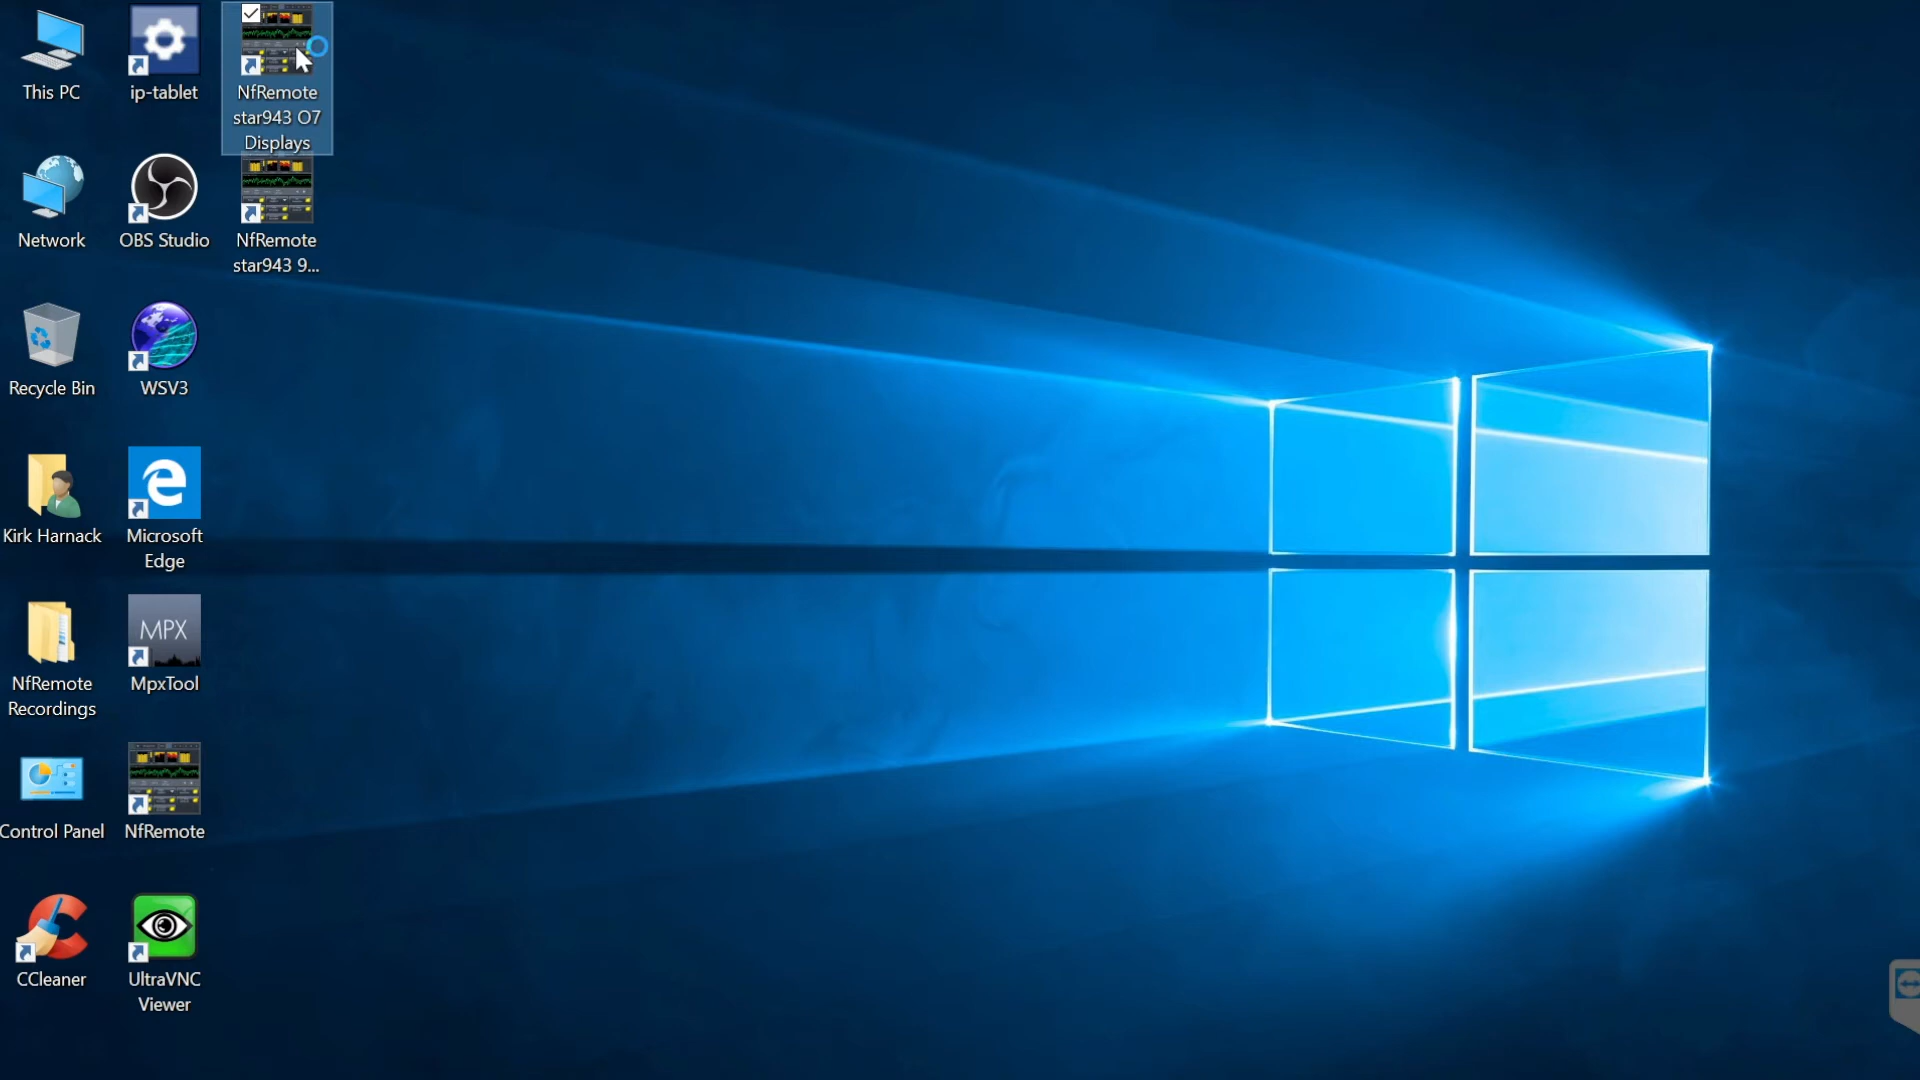 This PC
ip-tablet
NfRemote
star943 O7
Displays
Network
OBS Studio
NfRemote
star943 9...
Recycle Bin
WSV3
Kirk Harnack
Microsoft
Edge
NfRemote
Recordings
MPX
MpxTool
Control Panel
NfRemote
CCleaner
UltraVNC
Viewer